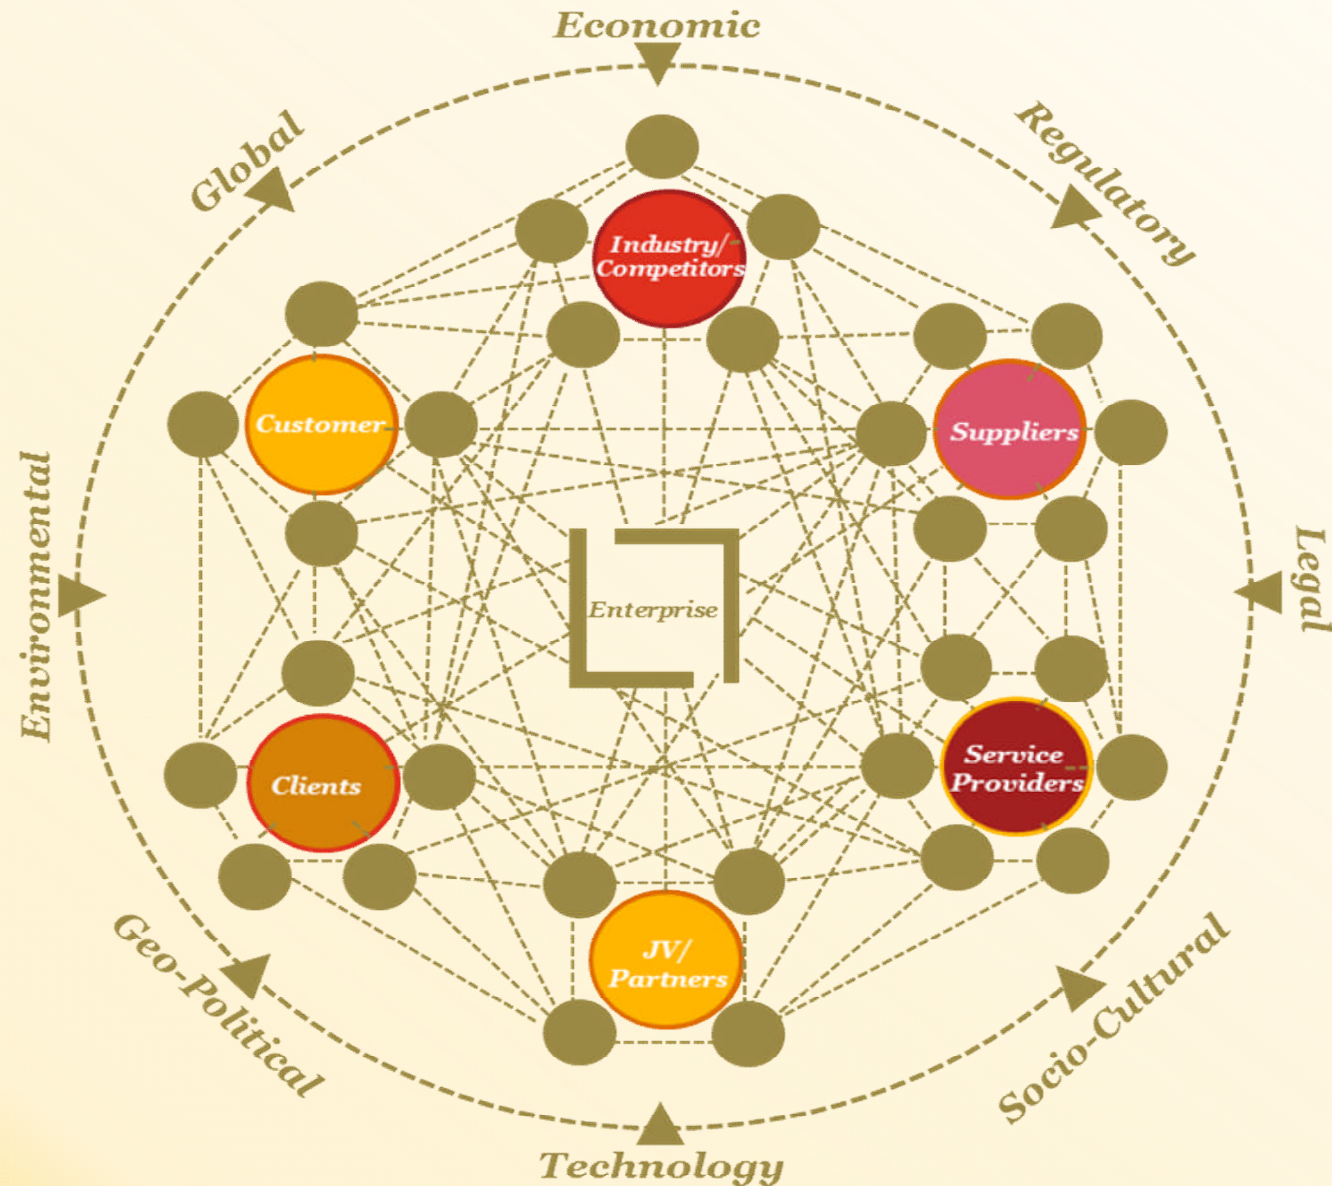 Economic
Global
Regulatory
Industry/
Competitors
Customer
Suppliers
Environmental
Enterprise
Legal
Clients
Service
Providers
JV/
Partners
Geo-Political
Socio-Cultural
Technology